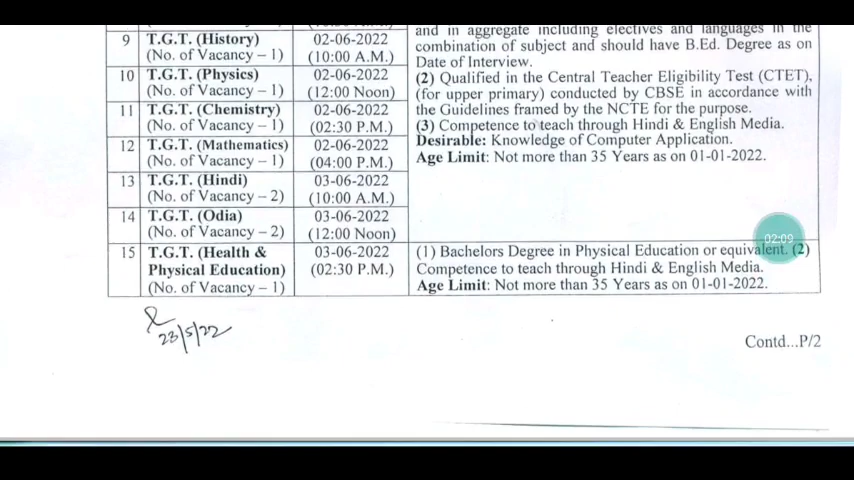 and in aggregate including electives and languages in the
9 T.G.T. (History) 02-06-2022 combination of subject and should have B.Ed. Degree as on
(No. of Vacancy – 1) (10:00 A.M.) Date of Interview.
10 T.G.T. (Physics) 02-06-2022 (2) Qualified in the Central Teacher Eligibility Test (CTET),
(No. of Vacancy – 1) (12:00 Noon) (for upper primary) conducted by CBSE in accordance with
11 T.G.T. (Chemistry) 02-06-2022 the Guidelines framed by the NCTE for the purpose.
(No. of Vacancy – 1) (02:30 P.M.) (3) Competence to teach through Hindi & English Media.
12 T.G.T. (Mathematics) 02-06-2022 Desirable: Knowledge of Computer Application.
(No. of Vacancy – 1) (04:00 P.M.) Age Limit: Not more than 35 Years as on 01-01-2022.
13 T.G.T. (Hindi) 03-06-2022
(No. of Vacancy – 2) (10:00 A.M.)
14 T.G.T. (Odia) 03-06-2022
(No. of Vacancy – 2) (12:00 Noon)
02:09
15 T.G.T. (Health & 03-06-2022 (1) Bachelors Degree in Physical Education or equivalent. (2)
Physical Education) (02:30 P.M.) Competence to teach through Hindi & English Media.
(No. of Vacancy – 1) Age Limit: Not more than 35 Years as on 01-01-2022.
23/5/22
Contd...P/2